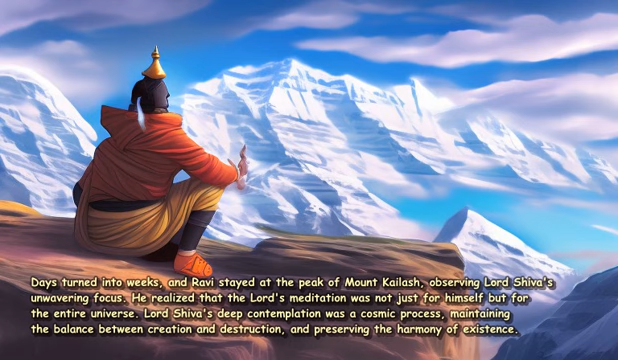 Days turned into weeks, and Ravi stayed at the peak of Mount Kailash, observing Lord Shiva's
unwavering focus. He realized that the Lord's meditation was not just for himself but for
the entire universe. Lord Shiva's deep contemplation was a cosmic process, maintaining
the balance between creation and destruction, and preserving the harmony of existence.